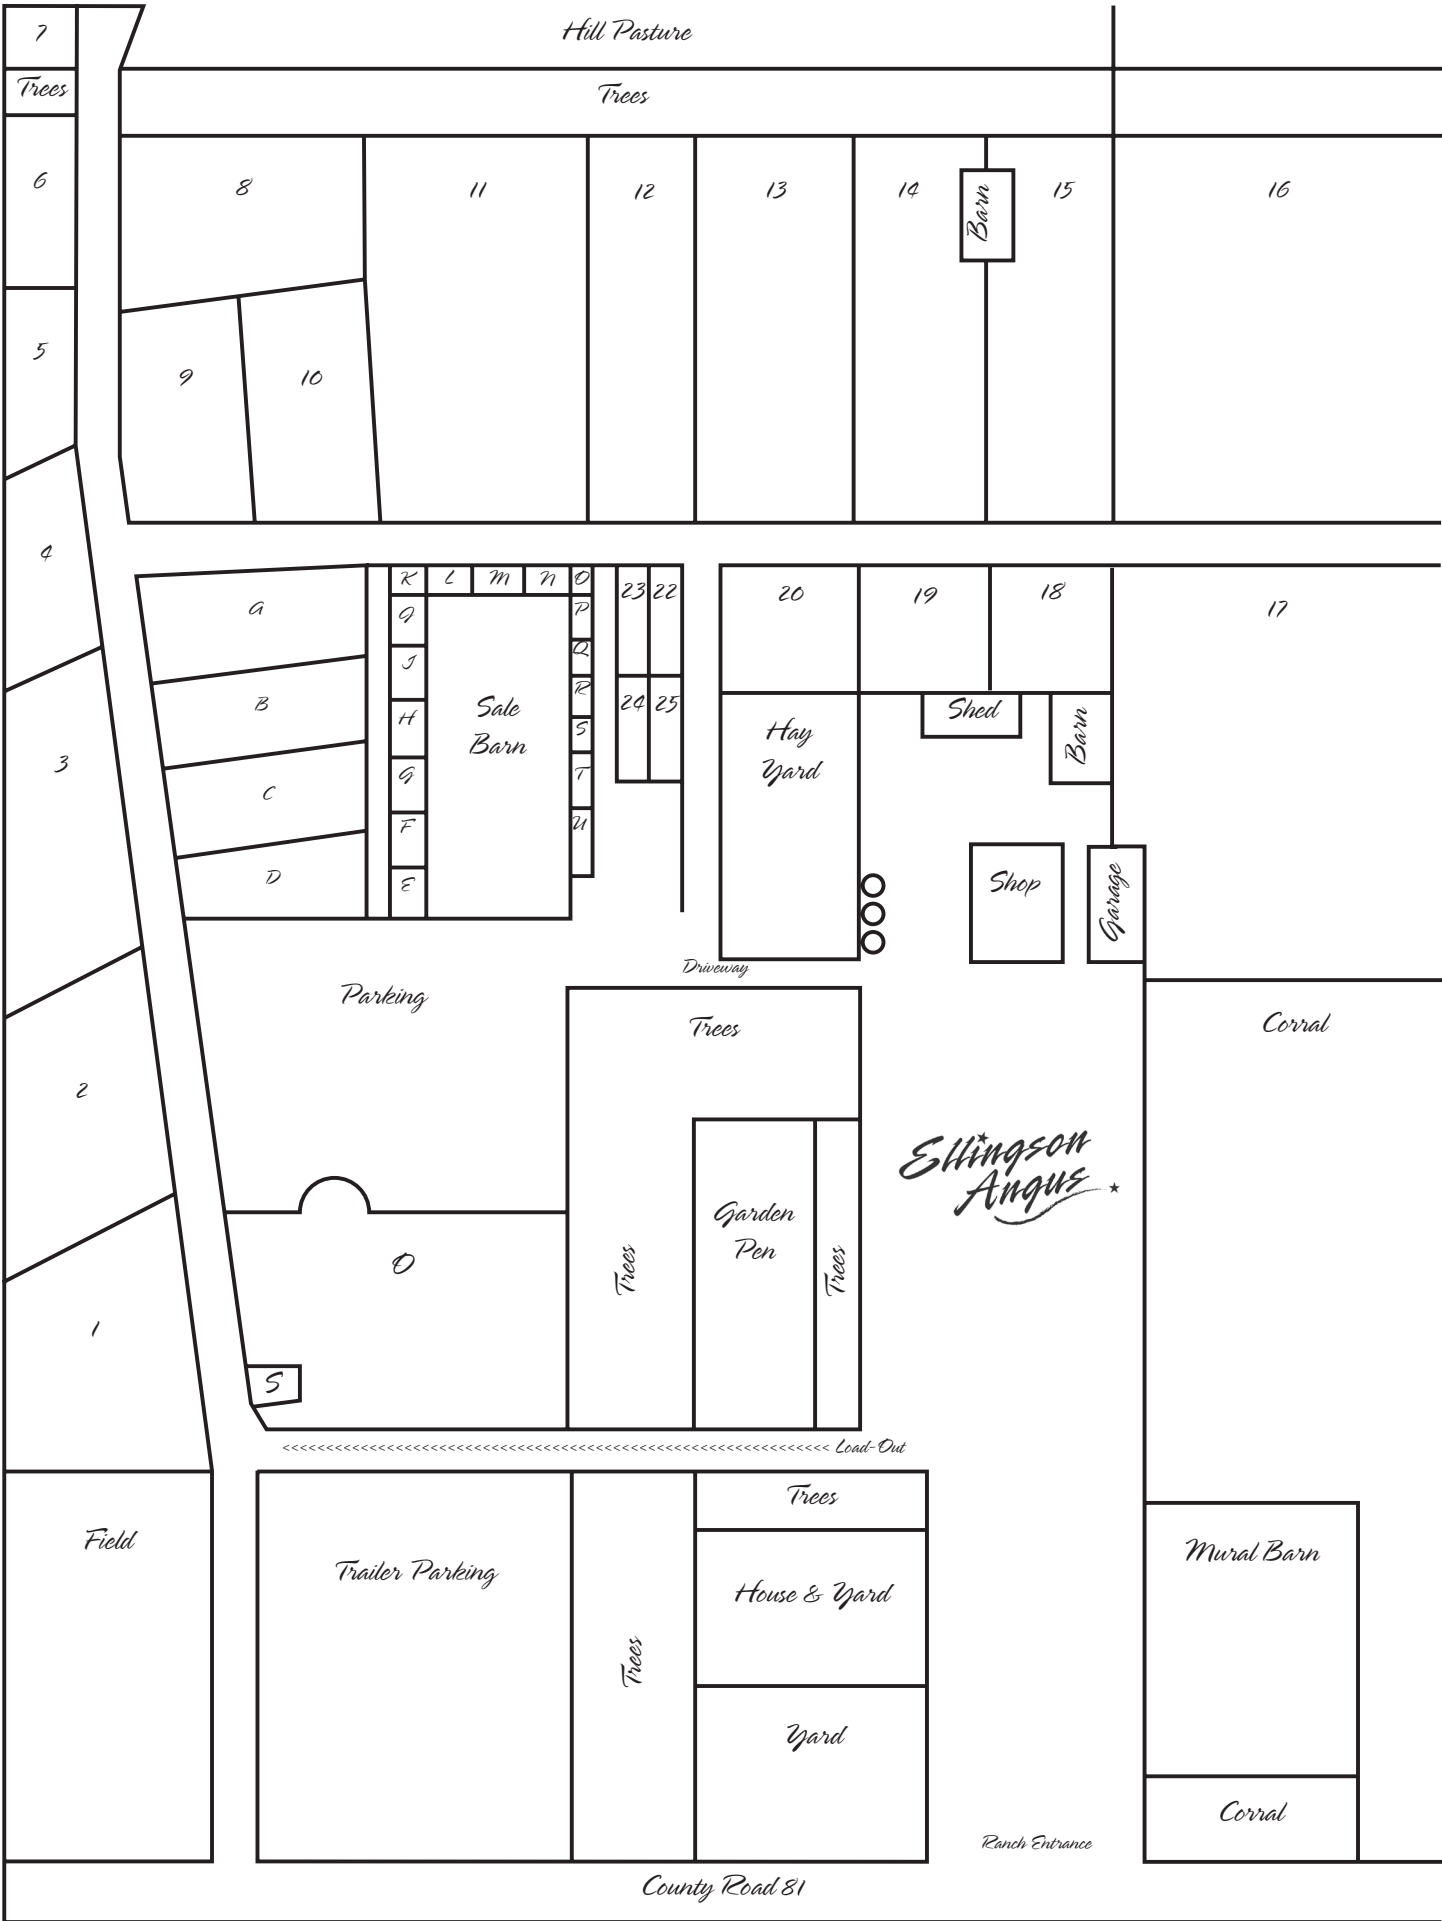 7
Hill Pasture
Trees
Trees
6
8
11
12
13
14
Barn
15
16
5
9
10
4
A
K
L
M
N
O
23
22
20
19
18
17
J
P
B
I
Q
R
H
Sale
Barn
S
24
25
Hay
Yard
Shed
Barn
3
C
G
T
F
U
D
E
Shop
Garage
Driveway
Parking
Trees
Corral
2
Ellingson
Angus
Garden
Pen
Trees
Trees
O
1
S
<<<<<<<<<<<<<<<<<<<<<<<<<<<<<<<<<<<<<<<<<<<<<<<<<<<<<<<<<<<<<<< Load-Out
Field
Trailer Parking
Trees
Trees
House & Yard
Mural Barn
Yard
Corral
Ranch Entrance
County Road 81